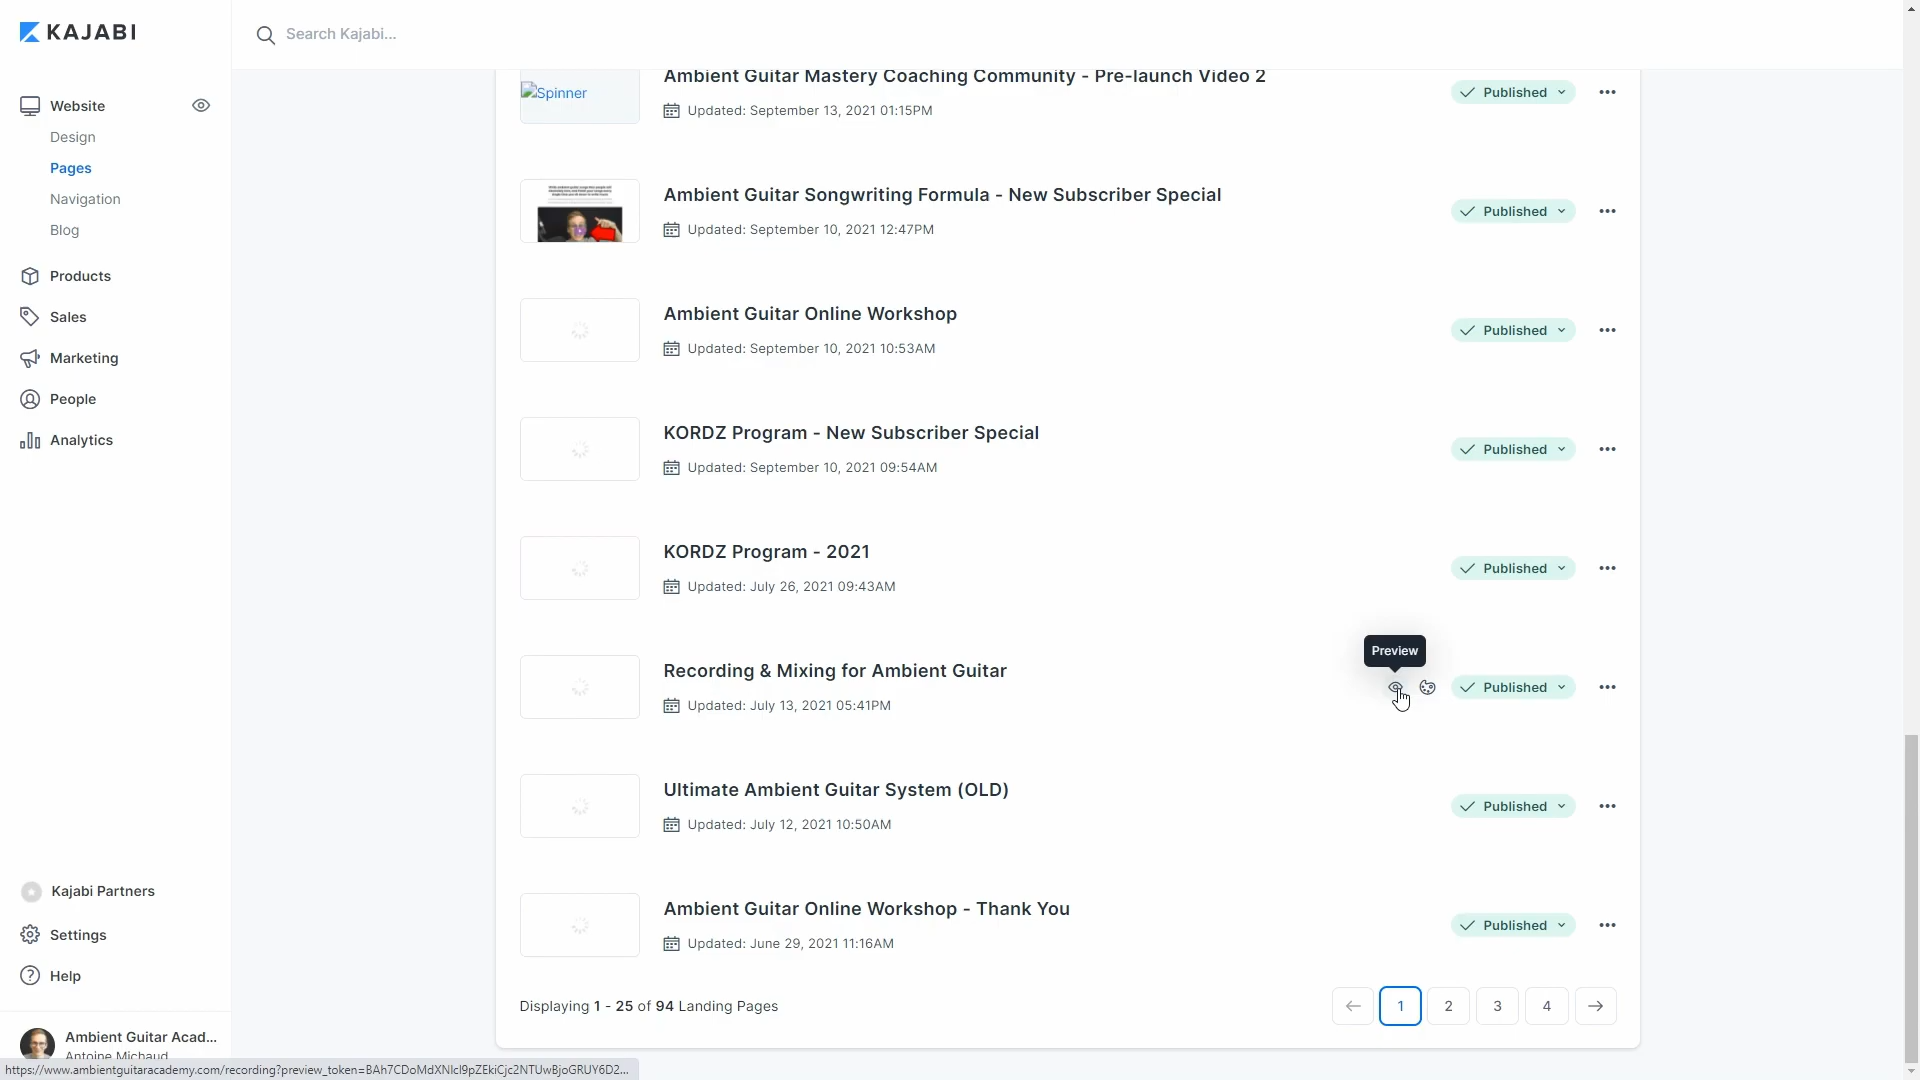 KAJABI
Search Kajabi...
Website
Design
Pages
Navigation
Blog
Products
Sales
Marketing
People
Analytics
Kajabi Partners
Settings
Help
Ambient Guitar Acad...
Antoine Michaud
Ambient Guitar Mastery Coaching Community - Pre-launch Video 2
Spinner
Updated: September 13, 2021 01:15PM
Published
Ambient Guitar Songwriting Formula - New Subscriber Special
Updated: September 10, 2021 12:47PM
Published
Ambient Guitar Online Workshop
Updated: September 10, 2021 10:53AM
Published
KORDZ Program - New Subscriber Special
Updated: September 10, 2021 09:54AM
Published
KORDZ Program - 2021
Updated: July 26, 2021 09:43AM
Published
Preview
Recording & Mixing for Ambient Guitar
Updated: July 13, 2021 05:41PM
Published
Ultimate Ambient Guitar System (OLD)
Updated: July 12, 2021 10:50AM
Published
Ambient Guitar Online Workshop - Thank You
Updated: June 29, 2021 11:16AM
Published
Displaying 1 - 25 of 94 Landing Pages
1 2 3 4